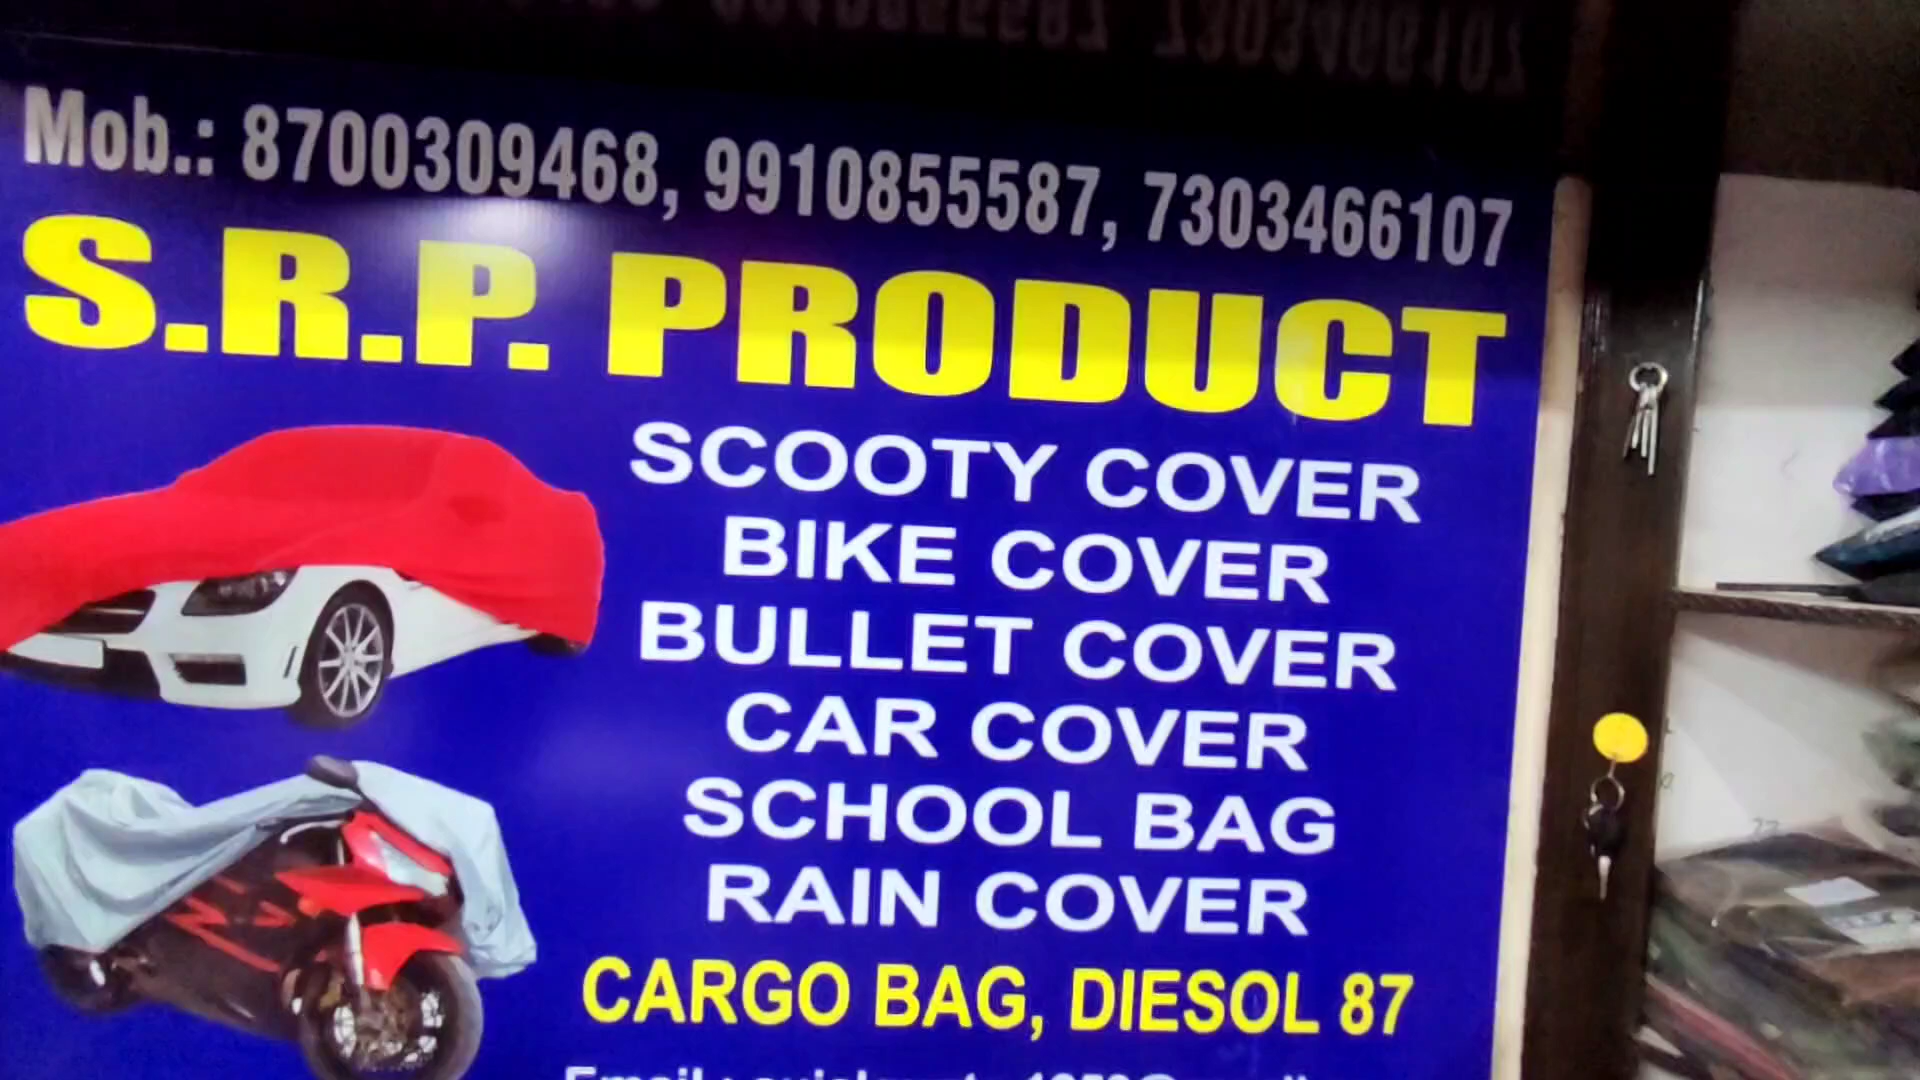 Mob.: 8700309468, 9910855587, 7303466107
S.R.P. PRODUCT
SCOOTY COVER
BIKE COVER
BULLET COVER
CAR COVER
SCHOOL BAG
RAIN COVER
CARGO BAG, DIESOL 87
Email :